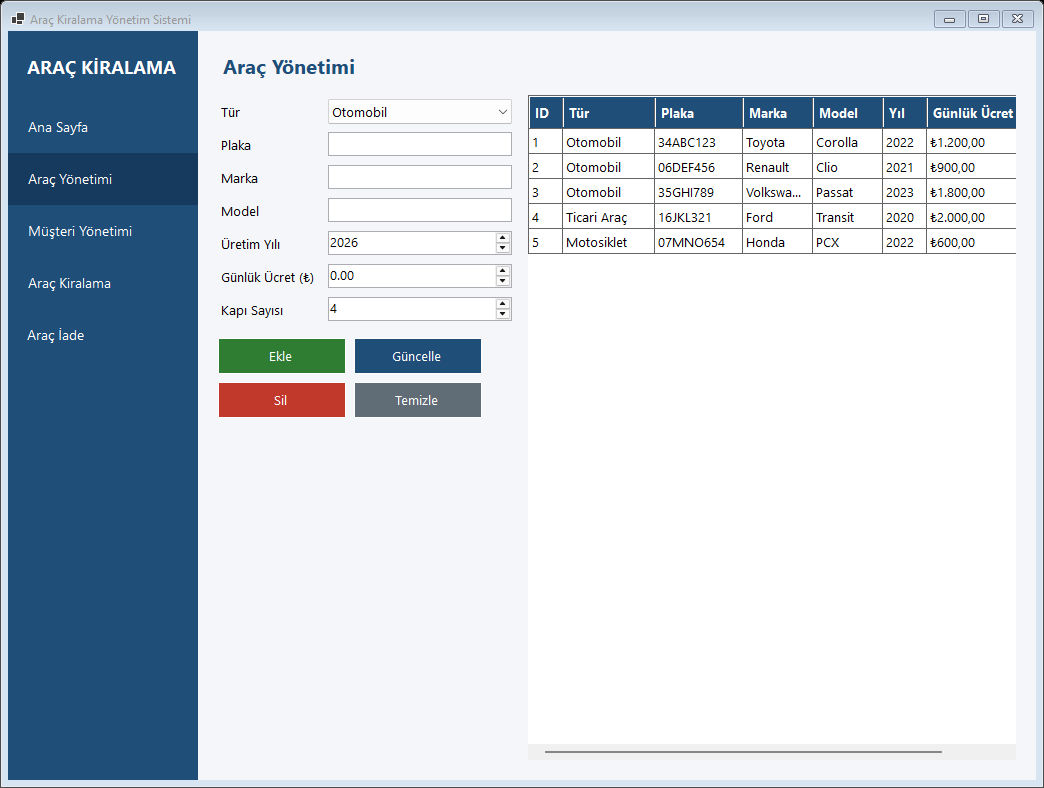 Araç Kiralama Yönetim Sistemi
ARAÇ KİRALAMA
Ana Sayfa
Araç Yönetimi
Müşteri Yönetimi
Araç Kiralama
Araç İade
Araç Yönetimi
Tür Otomobil
Plaka
Marka
Model
Üretim Yılı 2026
Günlük Ücret (₺) 0.00
Kapı Sayısı 4
Ekle Güncelle
Sil Temizle
ID Tür Plaka Marka Model Yıl Günlük Ücret
1 Otomobil 34ABC123 Toyota Corolla 2022 ₺1.200,00
2 Otomobil 06DEF456 Renault Clio 2021 ₺900,00
3 Otomobil 35GHI789 Volkswa... Passat 2023 ₺1.800,00
4 Ticari Araç 16JKL321 Ford Transit 2020 ₺2.000,00
5 Motosiklet 07MNO654 Honda PCX 2022 ₺600,00